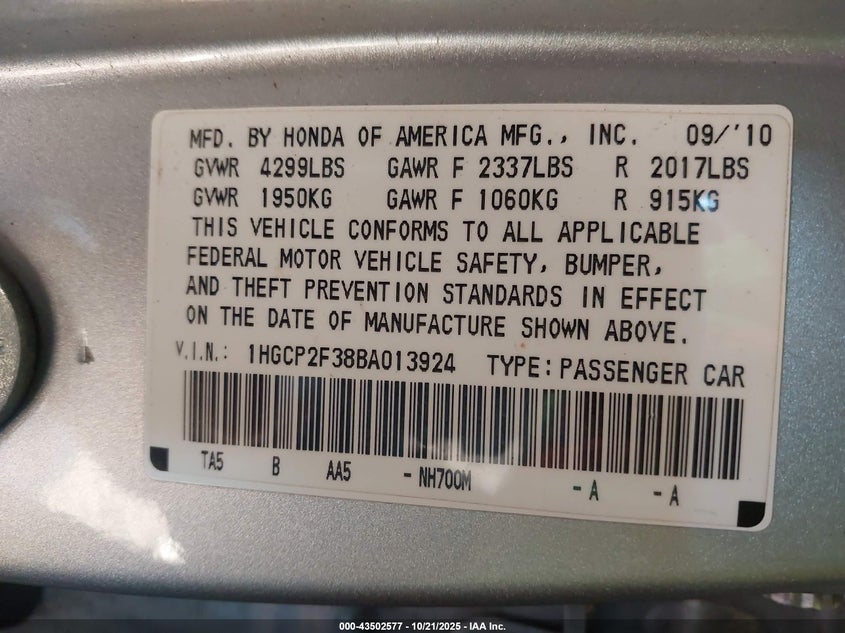 MFD. BY HONDA OF AMERICA MFG., INC. 09/'10
GVWR 4299LBS GAWR F 2337LBS R 2017LBS
GVWR 1950KG GAWR F 1060KG R 915KG
THIS VEHICLE CONFORMS TO ALL APPLICABLE
FEDERAL MOTOR VEHICLE SAFETY, BUMPER,
AND THEFT PREVENTION STANDARDS IN EFFECT
ON THE DATE OF MANUFACTURE SHOWN ABOVE.
V.I.N.: 1HGCP2F38BA013924 TYPE: PASSENGER CAR
TA5 B AA5 - NH700M - A - A
000-43502577 - 10/21/2025 - IAA Inc.